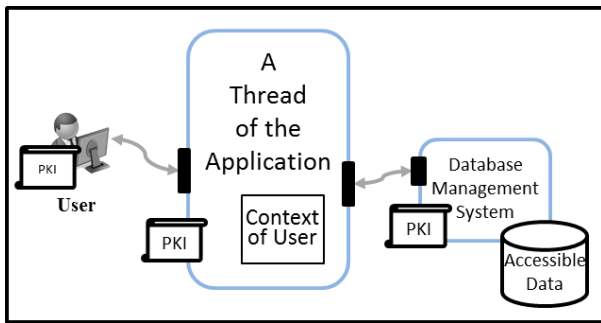 PKI
User
A
Thread
of the
Application
PKI
Context
of User
Database
Management
System
PKI
Accessible
Data